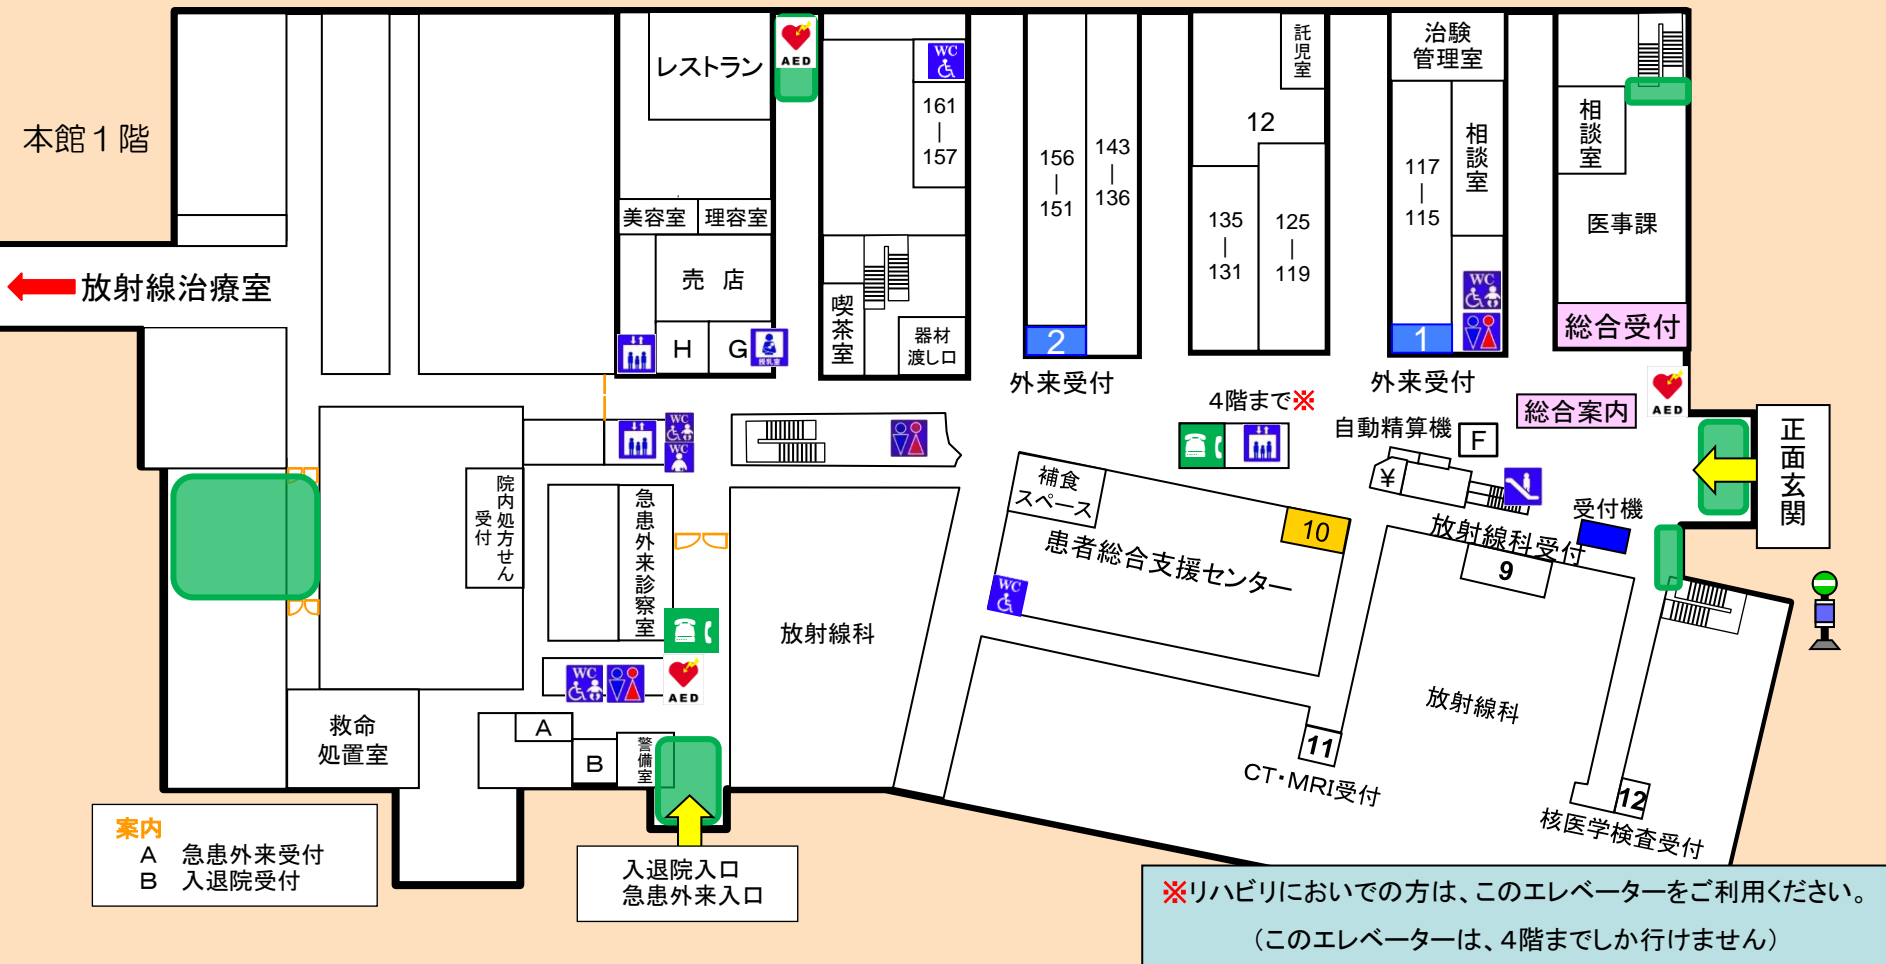 本館１階
レストラン
AED
WC
161
|
157
156
|
151
143
|
136
託児室
12
135
|
131
125
|
119
治験
管理室
117
|
115
相談室
相談室
医事課
美容室
理容室
売 店
H
G
授乳室
喫茶室
器材
渡し口
2
外来受付
1
外来受付
WC
総合受付
総合案内
AED
正面玄関
放射線治療室
4階まで※
自動精算機
F
¥
受付機
放射線科受付
9
補食
スペース
10
患者総合支援センター
WC
WC
WC
院内処方せん
受付
急患外来診察室
放射線科
放射線科
WC
AED
救命
処置室
A
B
警備室
11
CT・MRI受付
12
核医学検査受付
案内
A 急患外来受付
B 入退院受付
入退院入口
急患外来入口
※リハビリにおいでの方は、このエレベーターをご利用ください。
（このエレベーターは、４階までしか行けません）